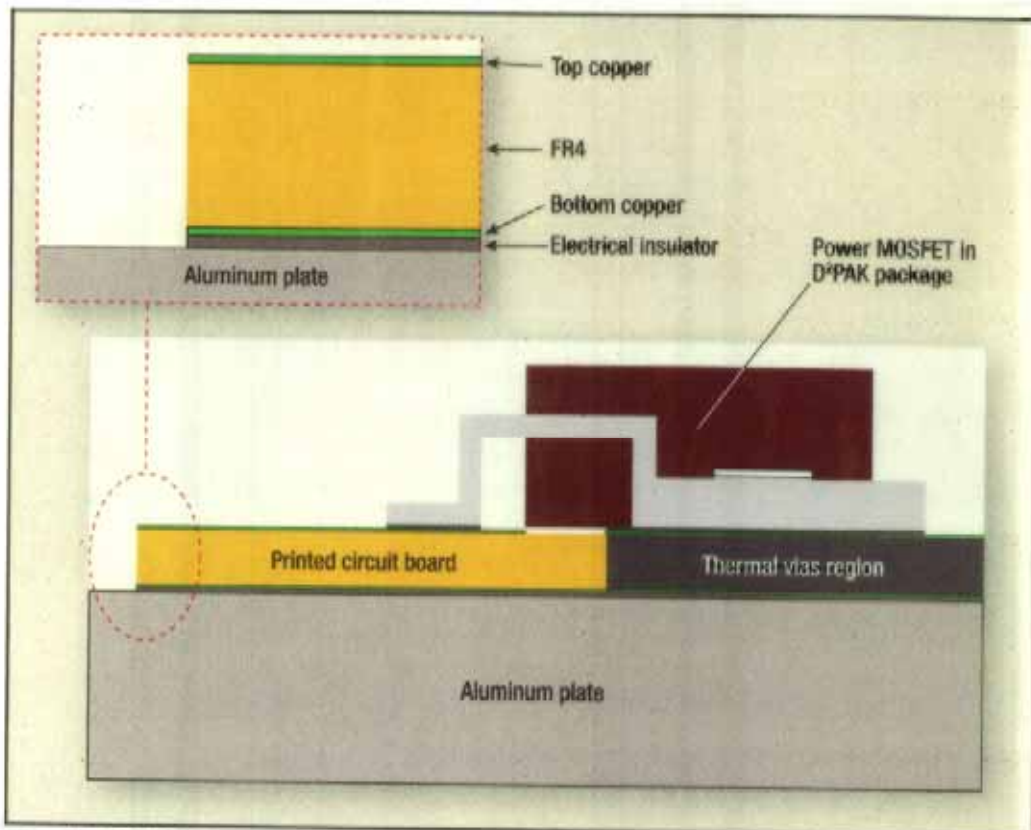 Top copper
FR4
Bottom copper
Electrical insulator
Aluminum plate
Power MOSFET in
D²PAK package
Printed circuit board
Thermal vias region
Aluminum plate